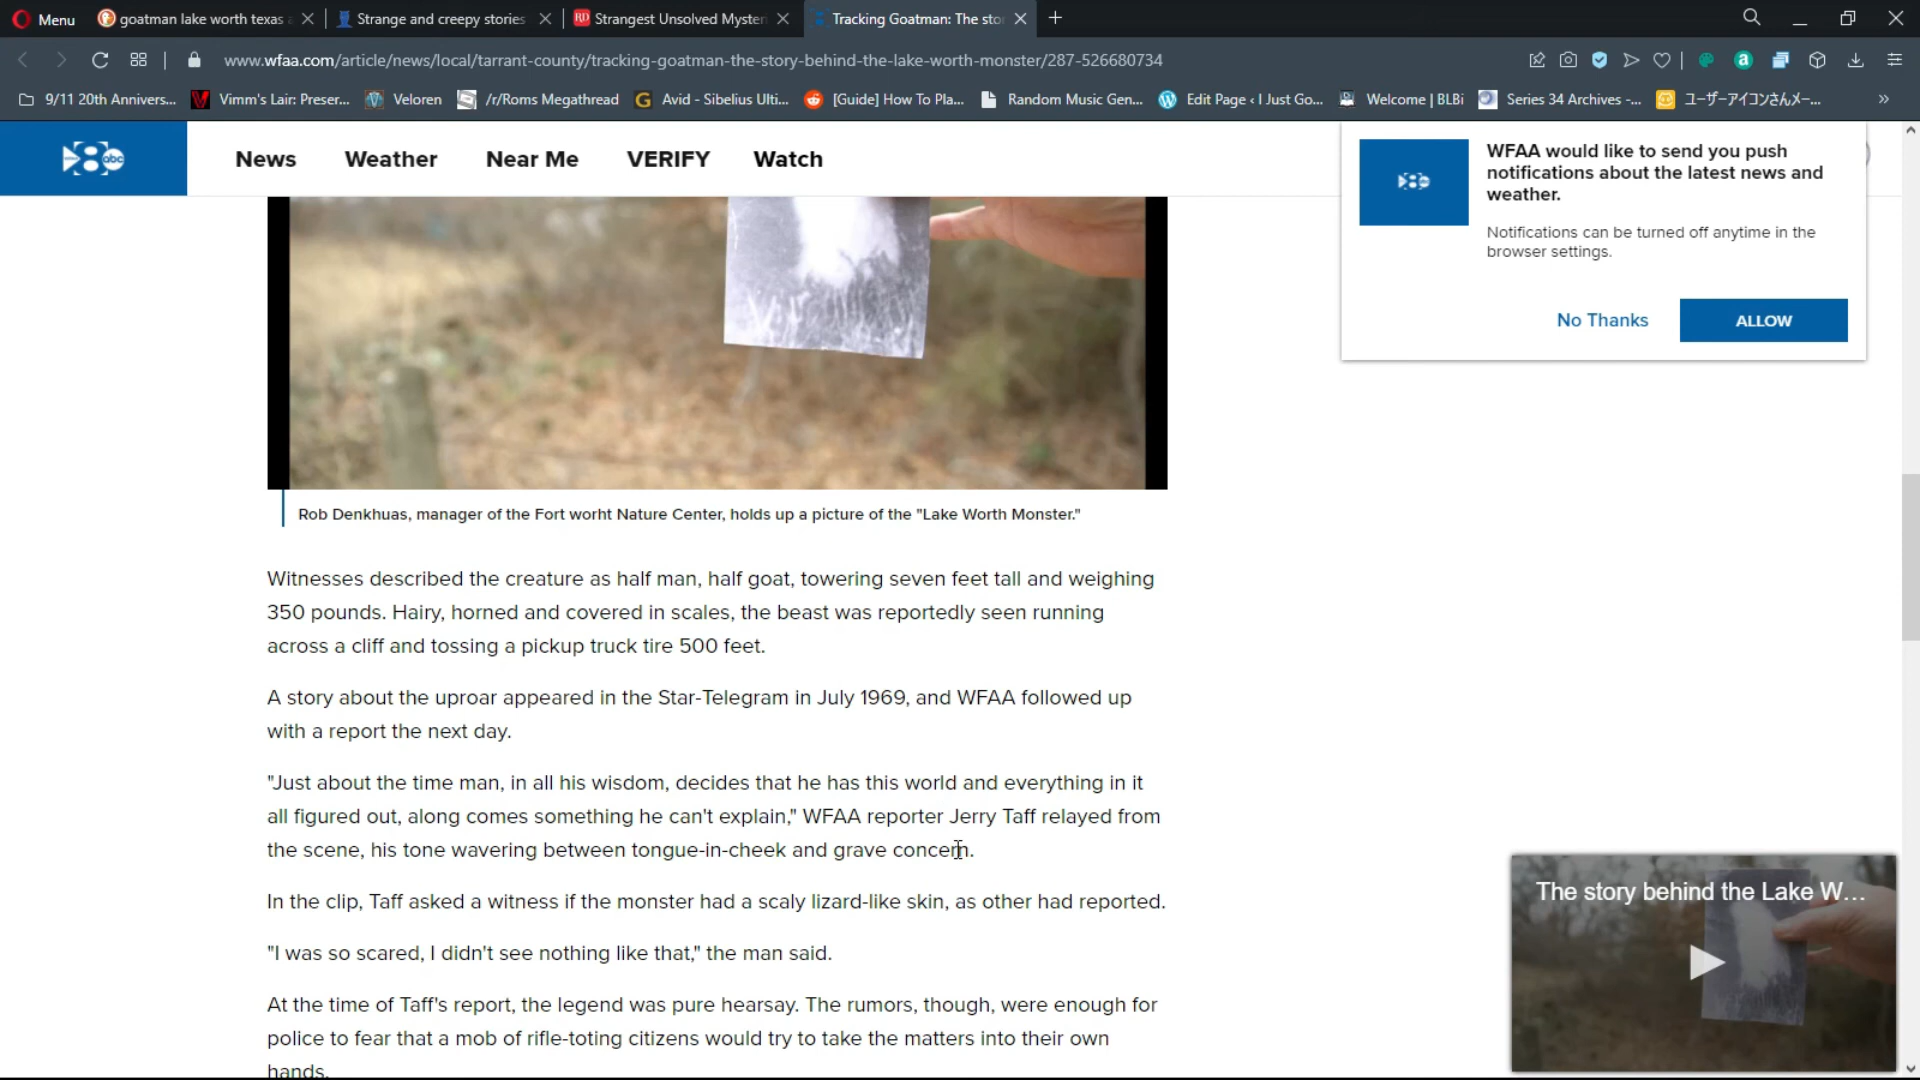 Menu
goatman lake worth texas
Strange and creepy stories
RD Strangest Unsolved Myster
Tracking Goatman: The sto
www.wfaa.com/article/news/local/tarrant-county/tracking-goatman-the-story-behind-the-lake-worth-monster/287-526680734
a
9/11 20th Annivers...
Vimm's Lair: Preser...
Veloren
/r/Roms Megathread
G Avid - Sibelius Ulti...
[Guide] How To Pla...
Random Music Gen...
Edit Page ‹ I Just Go...
Welcome | BLBi
Series 34 Archives -...
ユーザーアイコンさんメー...
»
8 abc
News
Weather
Near Me
VERIFY
Watch
WFAA would like to send you push
notifications about the latest news and
weather.
Notifications can be turned off anytime in the
browser settings.
No Thanks
ALLOW
Rob Denkhuas, manager of the Fort worht Nature Center, holds up a picture of the "Lake Worth Monster."
Witnesses described the creature as half man, half goat, towering seven feet tall and weighing
350 pounds. Hairy, horned and covered in scales, the beast was reportedly seen running
across a cliff and tossing a pickup truck tire 500 feet.
A story about the uproar appeared in the Star-Telegram in July 1969, and WFAA followed up
with a report the next day.
"Just about the time man, in all his wisdom, decides that he has this world and everything in it
all figured out, along comes something he can't explain," WFAA reporter Jerry Taff relayed from
the scene, his tone wavering between tongue-in-cheek and grave concern.
In the clip, Taff asked a witness if the monster had a scaly lizard-like skin, as other had reported.
"I was so scared, I didn't see nothing like that," the man said.
At the time of Taff's report, the legend was pure hearsay. The rumors, though, were enough for
police to fear that a mob of rifle-toting citizens would try to take the matters into their own
hands.
The story behind the Lake W...